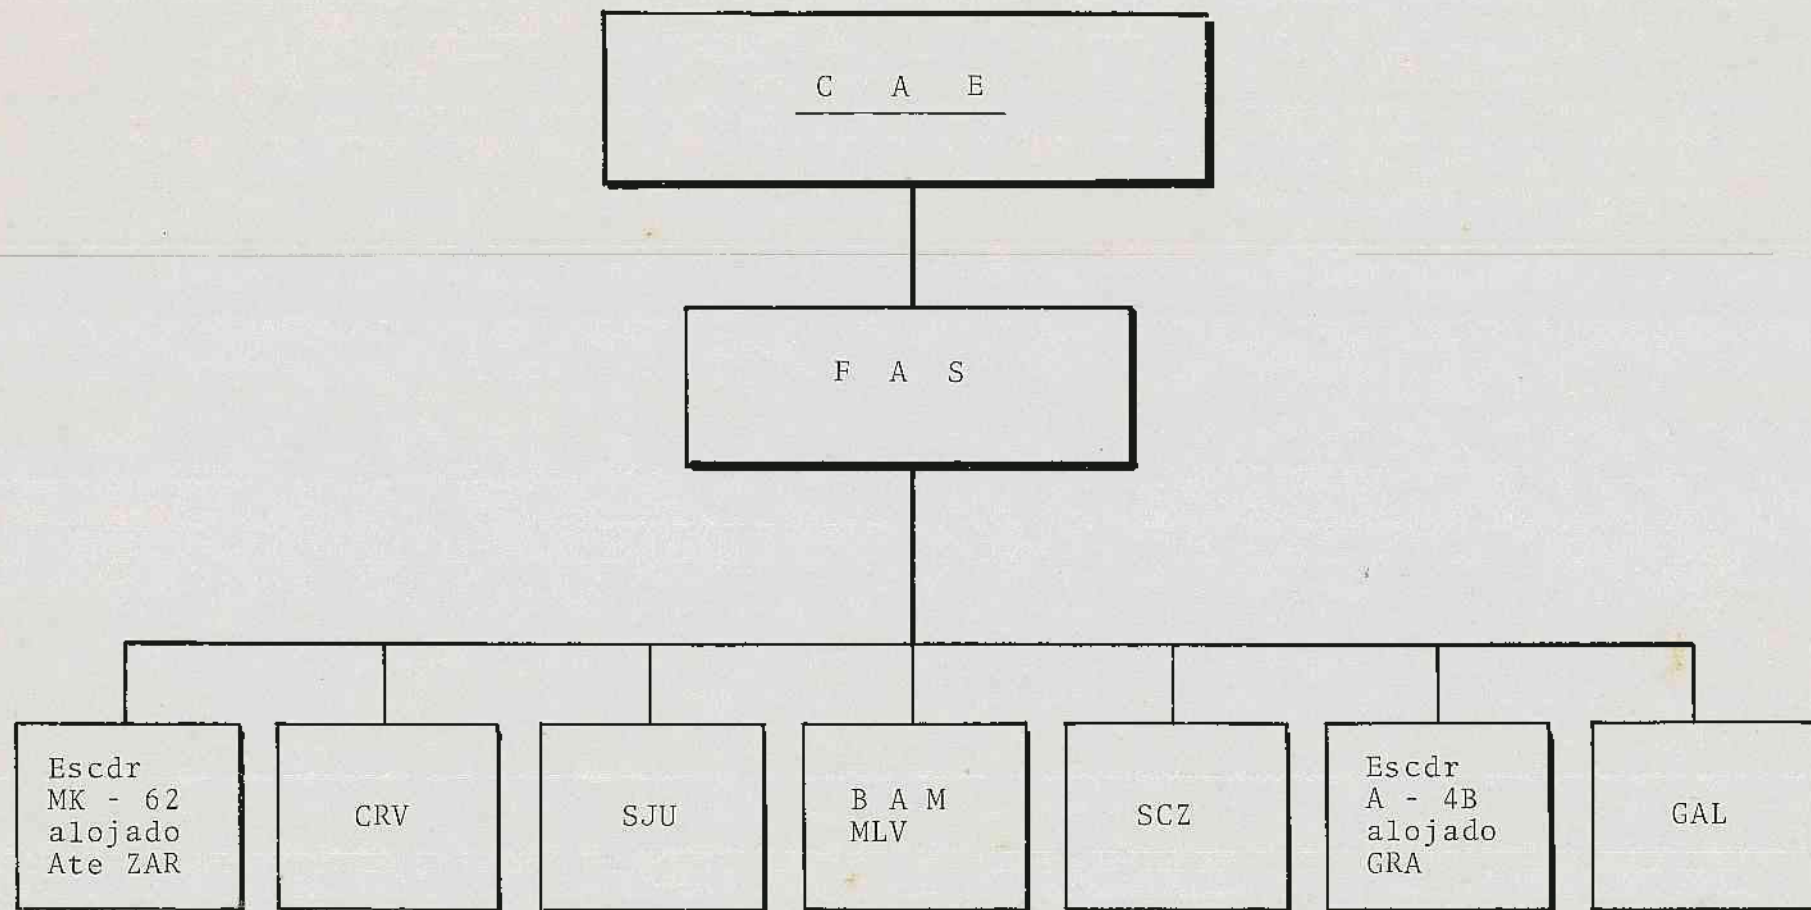 C A E
F A S
Escdr
MK - 62
alojado
Ate ZAR
CRV
SJU
B A M
MLV
SCZ
Escdr
A - 4B
alojado
GRA
GAL